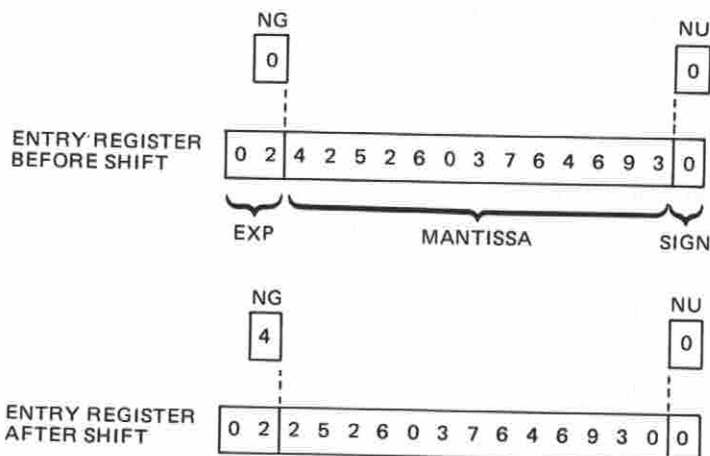 NG NU
0 0
ENTRY REGISTER
BEFORE SHIFT
0 2 4 2 5 2 6 0 3 7 6 4 6 9 3 0
EXP MANTISSA SIGN
NG NU
4 0
ENTRY REGISTER
AFTER SHIFT
0 2 2 5 2 6 0 3 7 6 4 6 9 3 0 0